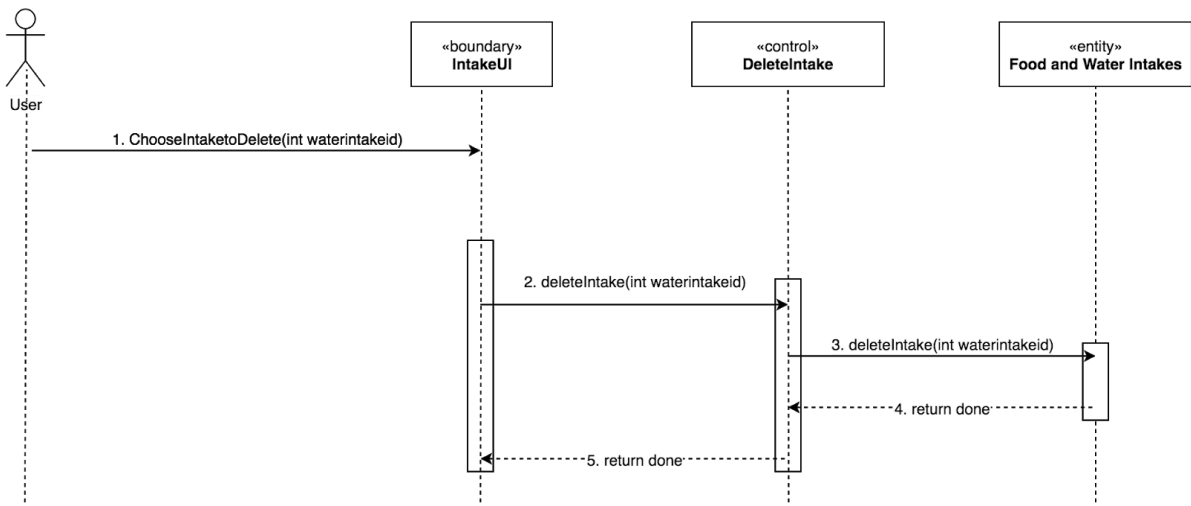 «boundary»
IntakeUI
«control»
DeleteIntake
«entity»
Food and Water Intakes
User
1. ChooseIntaketoDelete(int waterintakeid)
2. deleteIntake(int waterintakeid)
3. deleteIntake(int waterintakeid)
4. return done
5. return done